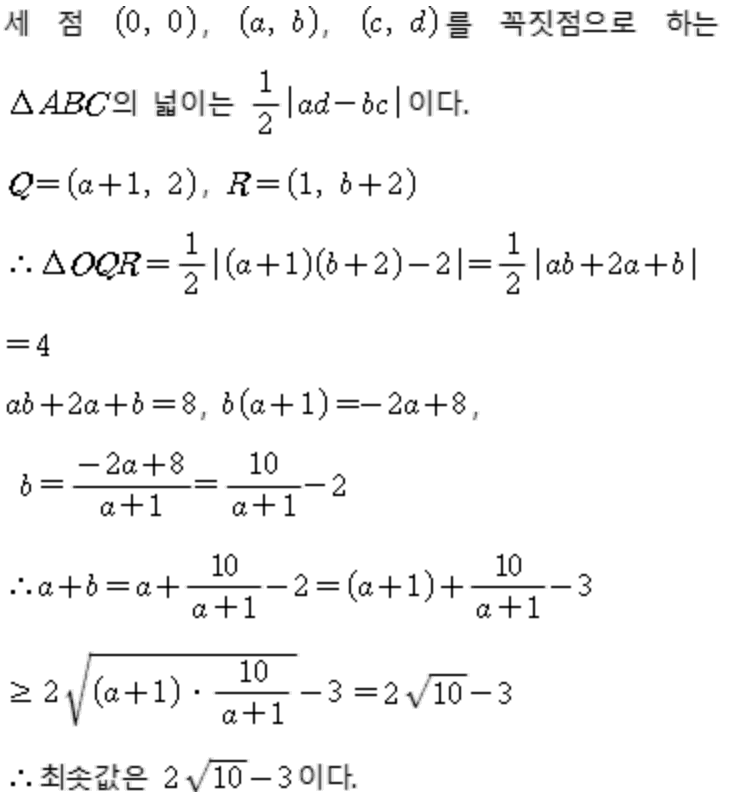 세 점 (0, 0), (a, b), (c, d)를 꼭짓점으로 하는
△ABC의 넓이는 1/2|ad−bc|이다.
Q=(a+1, 2), R=(1, b+2)
∴△OQR=1/2|(a+1)(b+2)−2|=1/2|ab+2a+b|
=4
ab+2a+b=8, b(a+1)=−2a+8,
b=(−2a+8)/(a+1)=10/(a+1)−2
∴a+b=a+10/(a+1)−2=(a+1)+10/(a+1)−3
≥2√((a+1)·10/(a+1))−3=2√10−3
∴최솟값은 2√10−3이다.